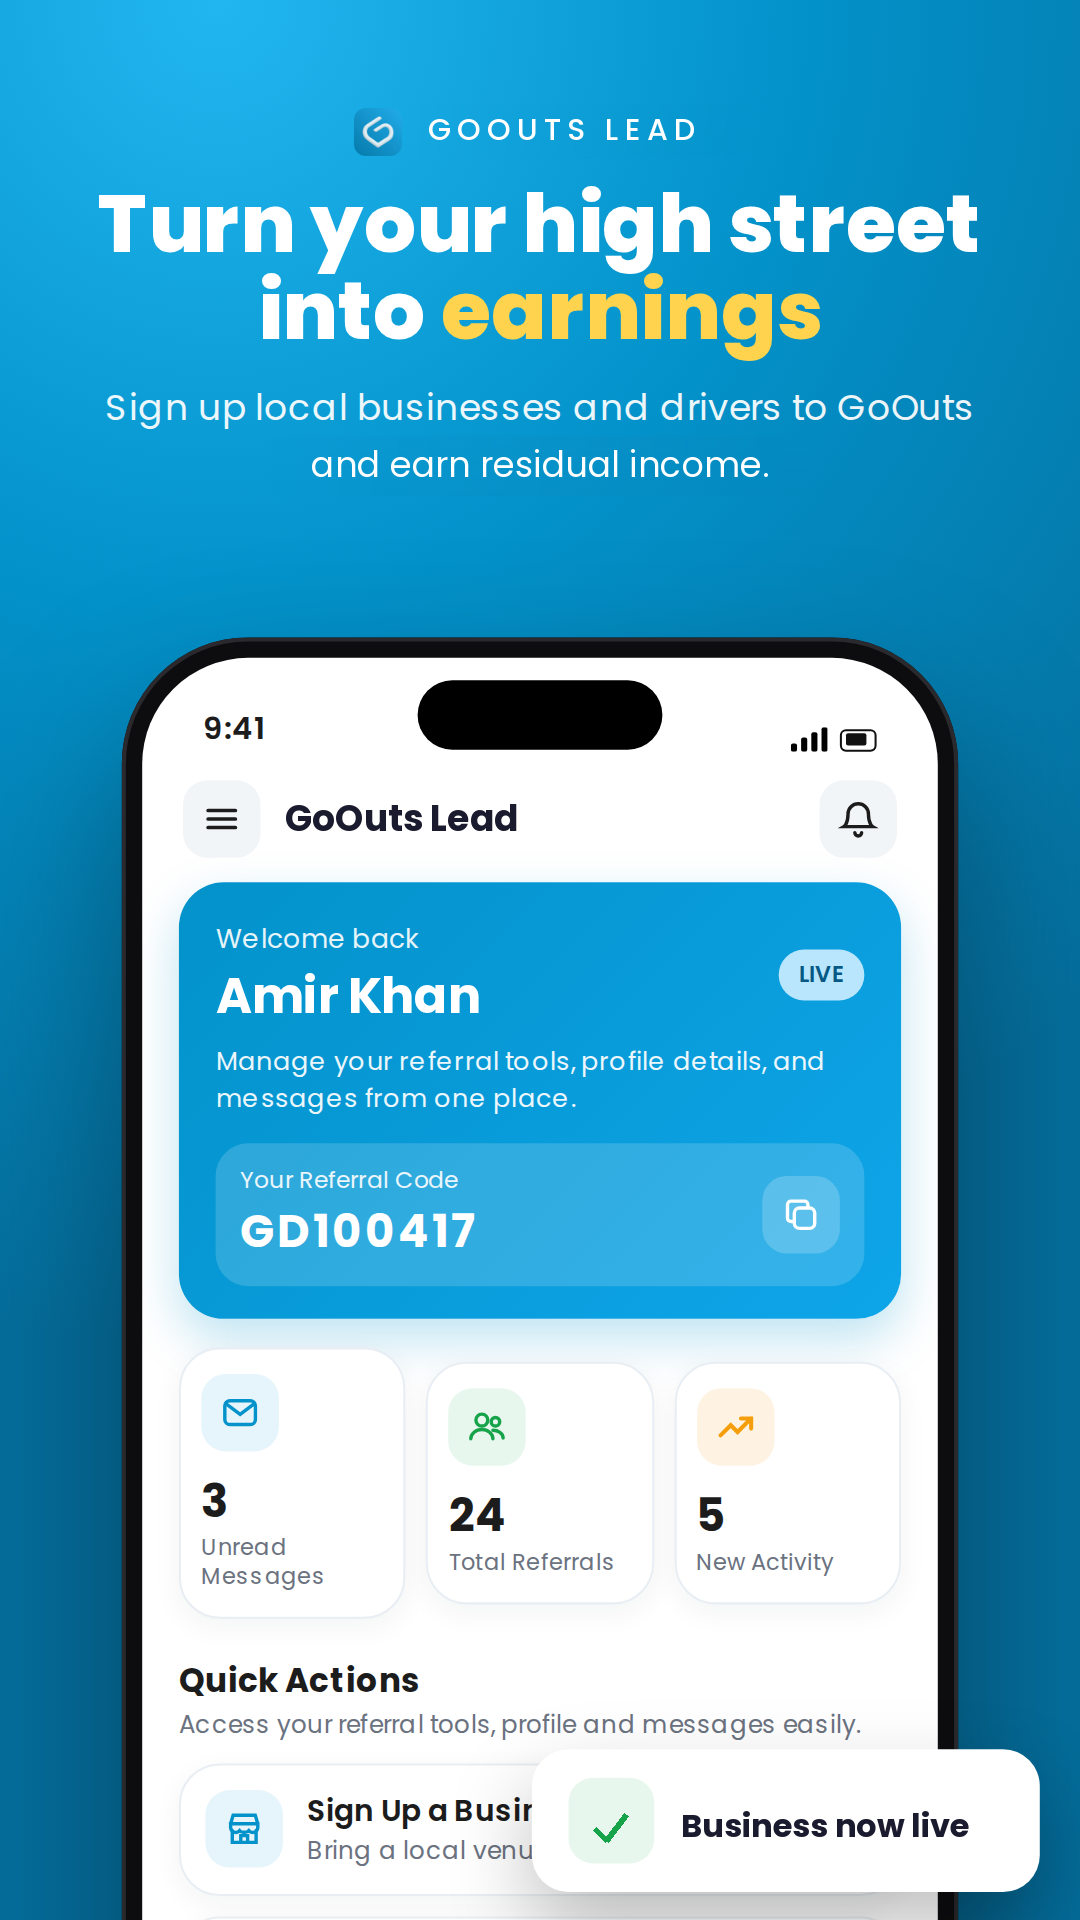 GOOUTS LEAD
Turn your high street
into earnings
Sign up local businesses and drivers to GoOuts
and earn residual income.
9:41
GoOuts Lead
Welcome back
Amir Khan
LIVE
Manage your referral tools, profile details, and
messages from one place.
Your Referral Code
GD100417
3
Unread
Messages
24
Total Referrals
5
New Activity
Quick Actions
Access your referral tools, profile and messages easily.
Sign Up a Busin
Bring a local venu
Business now live